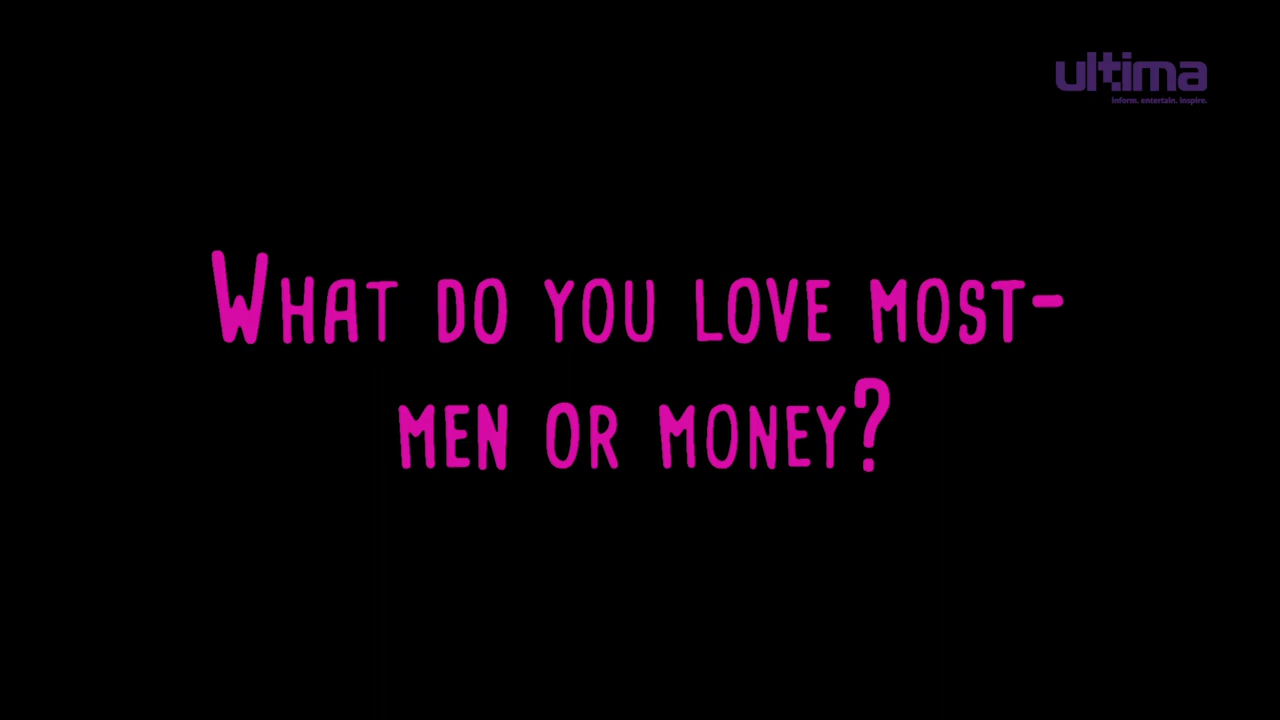 ultima
inform. entertain. inspire.
What do you love most-
men or money?